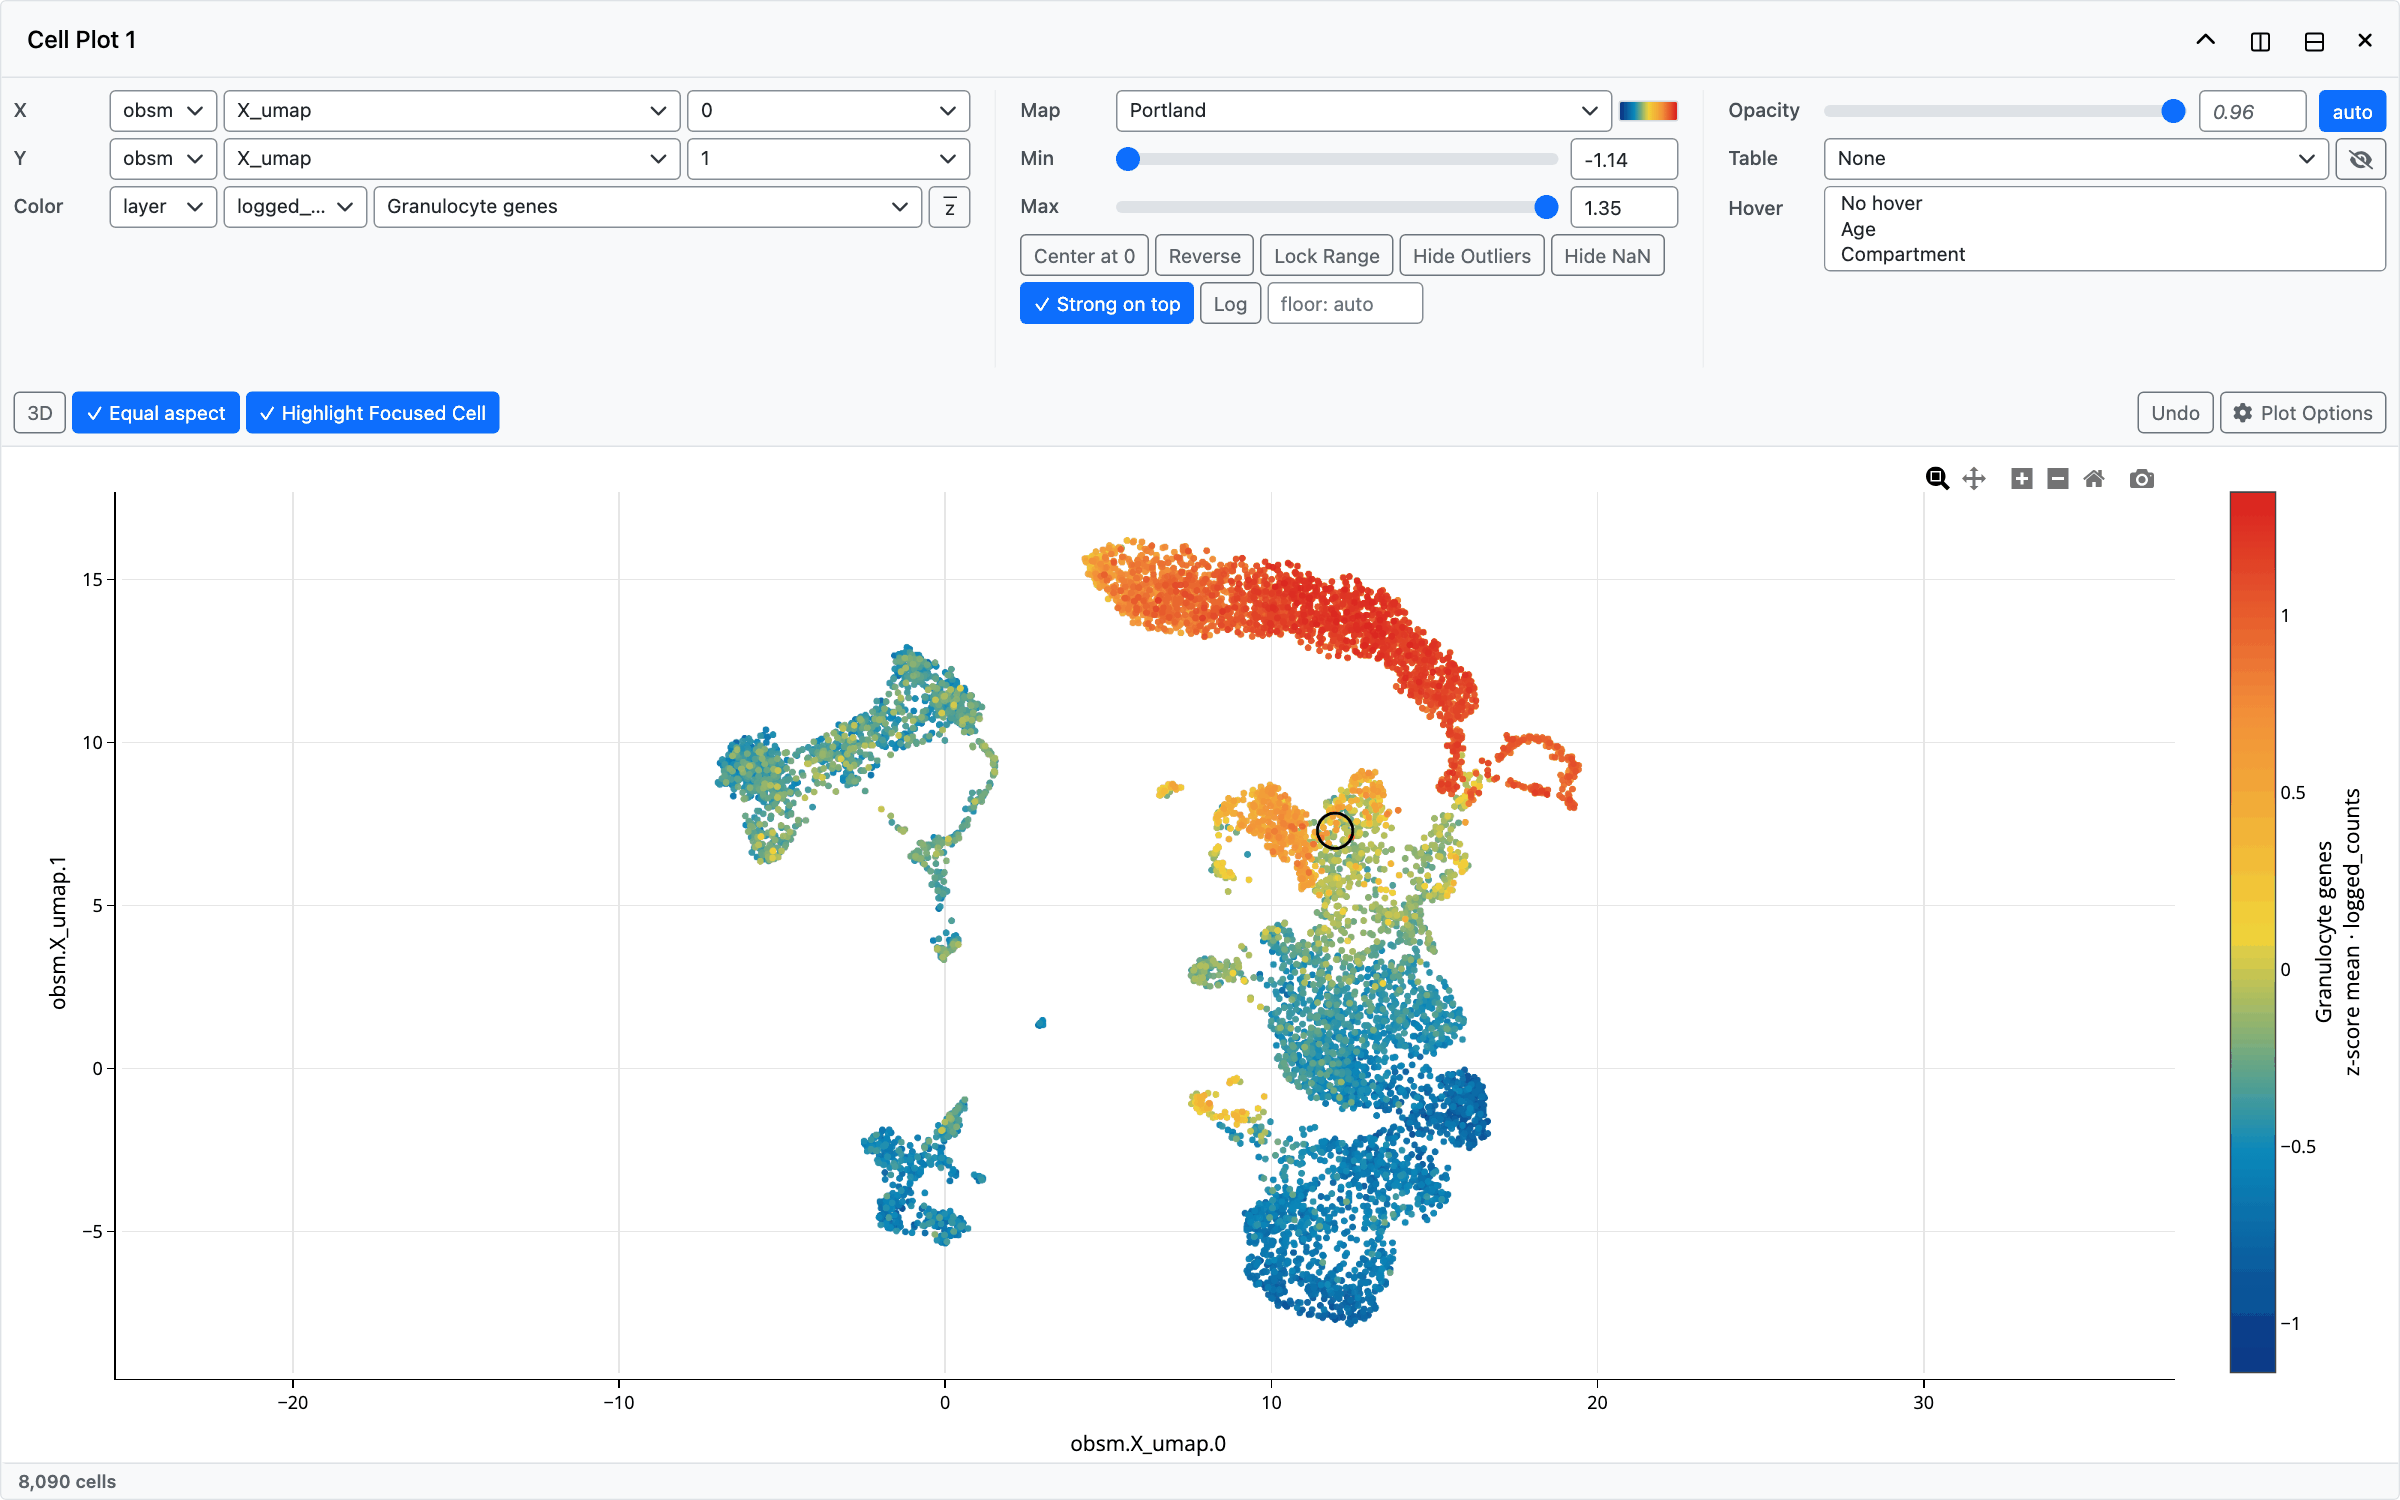 Cell Plot 1
X obsm X_umap 0
Y obsm X_umap 1
Color layer logged_... Granulocyte genes z
Map Portland
Min -1.14
Max 1.35
Center at 0 Reverse Lock Range Hide Outliers Hide NaN
✓ Strong on top Log floor: auto
Opacity 0.96 auto
Table None
Hover No hover
Age
Compartment
3D ✓ Equal aspect ✓ Highlight Focused Cell Undo Plot Options
15
10
5
0
−5
obsm.X_umap.1
−20 −10 0 10 20 30
obsm.X_umap.0
1
0.5
0
−0.5
−1
Granulocyte genes
z-score mean · logged_counts
8,090 cells